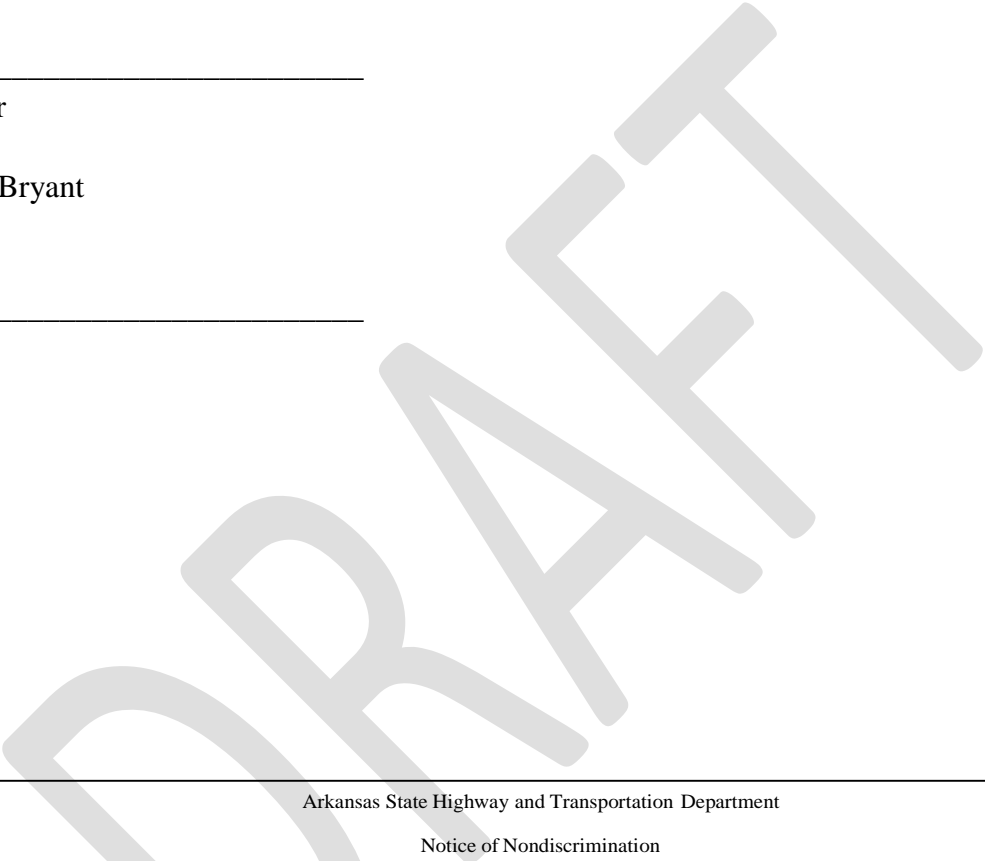 r
Bryant
DRAFT
Arkansas State Highway and Transportation Department
Notice of Nondiscrimination